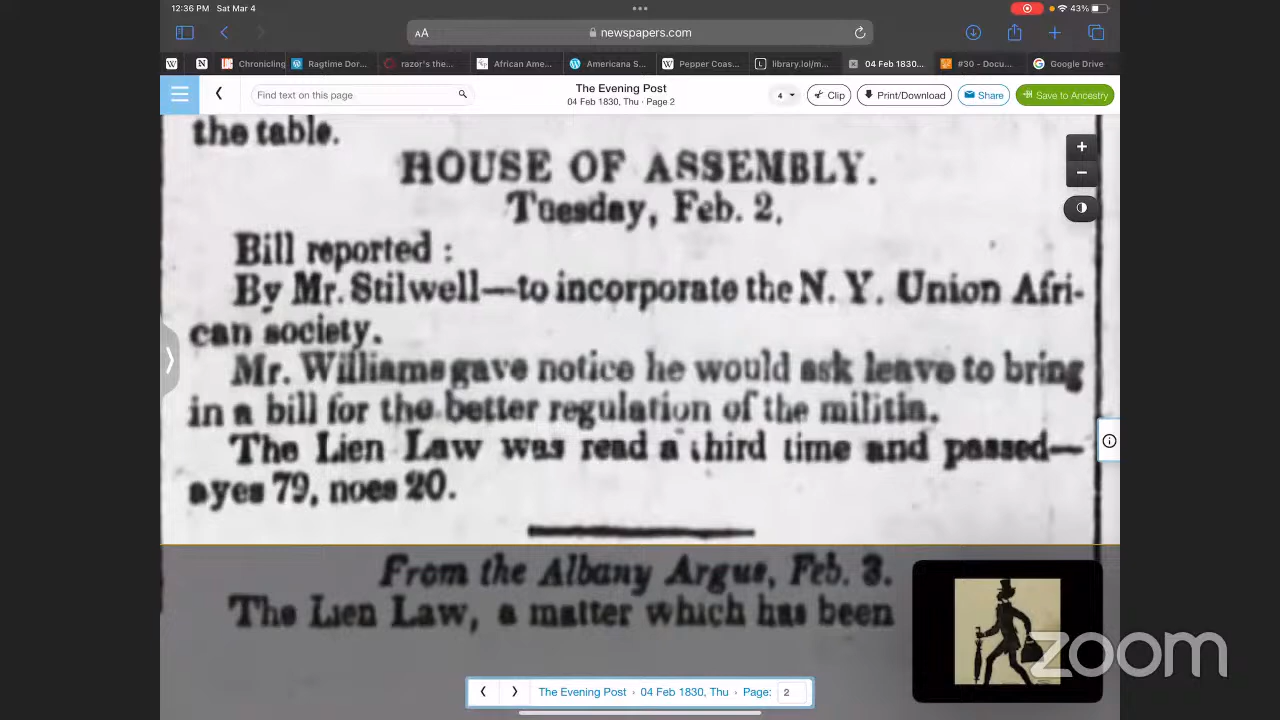 12:36 PM Sat Mar 4
43%
AA newspapers.com
W N Chronicling Ragtime Dor... razor's the... African Ame... Americana S... Pepper Coas... library.lol/m... 04 Feb 1830... #30 - Docu... Google Drive
Find text on this page
The Evening Post
04 Feb 1830, Thu · Page 2
4 Clip Print/Download Share Save to Ancestry
the table.
HOUSE OF ASSEMBLY.
Tuesday, Feb. 2.
Bill reported :
By Mr. Stilwell—to incorporate the N. Y. Union Afri-
can society.
Mr. Williams gave notice he would ask leave to bring
in a bill for the better regulation of the militia.
The Lien Law was read a third time and passed—
ayes 79, noes 20.
From the Albany Argus, Feb. 3.
The Lien Law, a matter which has been
zoom
The Evening Post › 04 Feb 1830, Thu › Page: 2